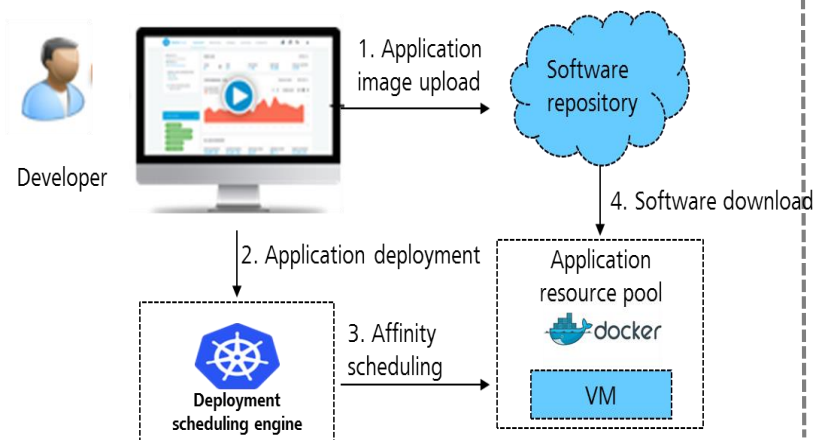 1. Application
image upload
Software
repository
Developer
4. Software download
2. Application deployment
Application
resource pool
docker
3. Affinity
scheduling
VM
Deployment
scheduling engine